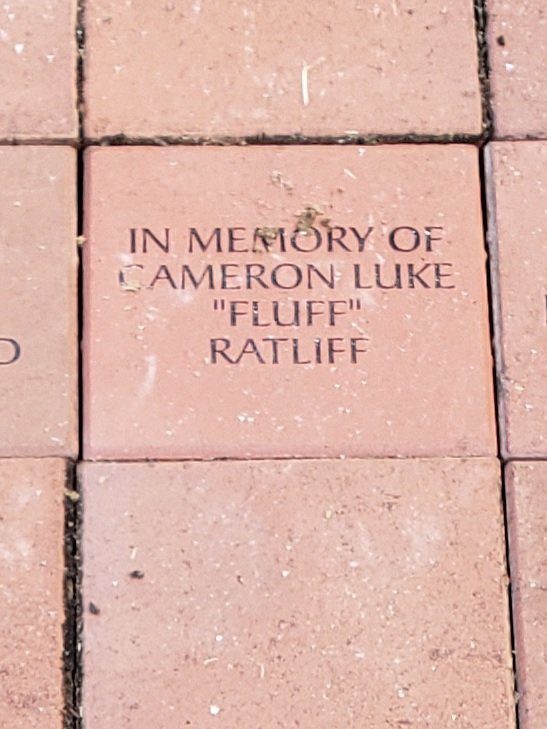 IN MEMORY OF
CAMERON LUKE
"FLUFF"
RATLIFF